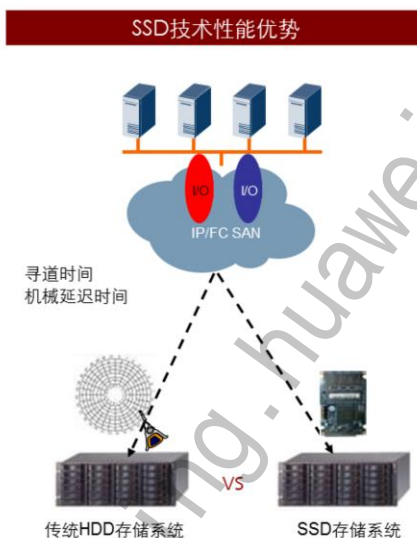 SSD技术性能优势
I/O
I/O
IP/FC SAN
寻道时间
机械延迟时间
VS
传统HDD存储系统
SSD存储系统
ing.huawei.